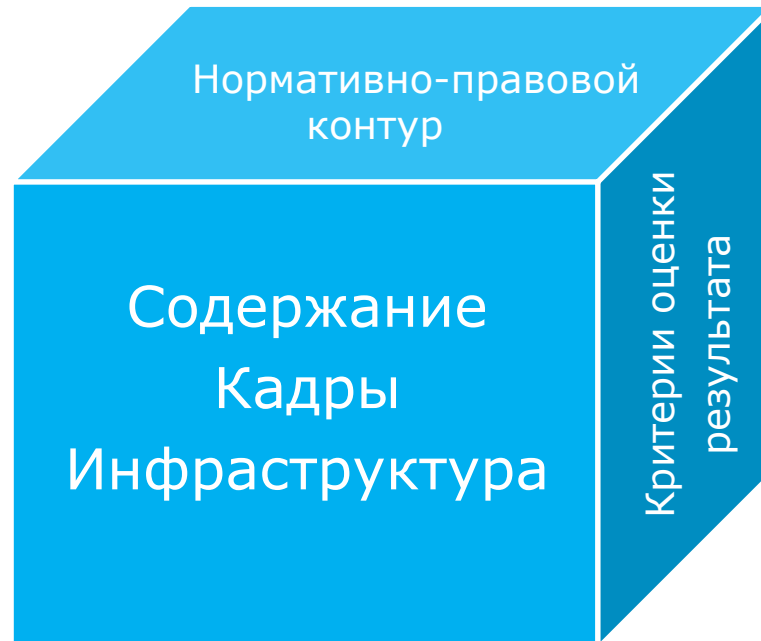 Нормативно-правовой
контур
Содержание
Кадры
Инфраструктура
Критерии оценки
результата